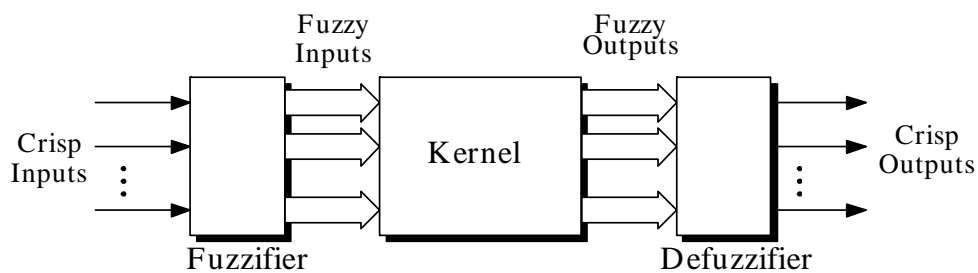 Fuzzy
Inputs
Fuzzy
Outputs
Crisp
Inputs
Kernel
Crisp
Outputs
Fuzzifier
Defuzzifier